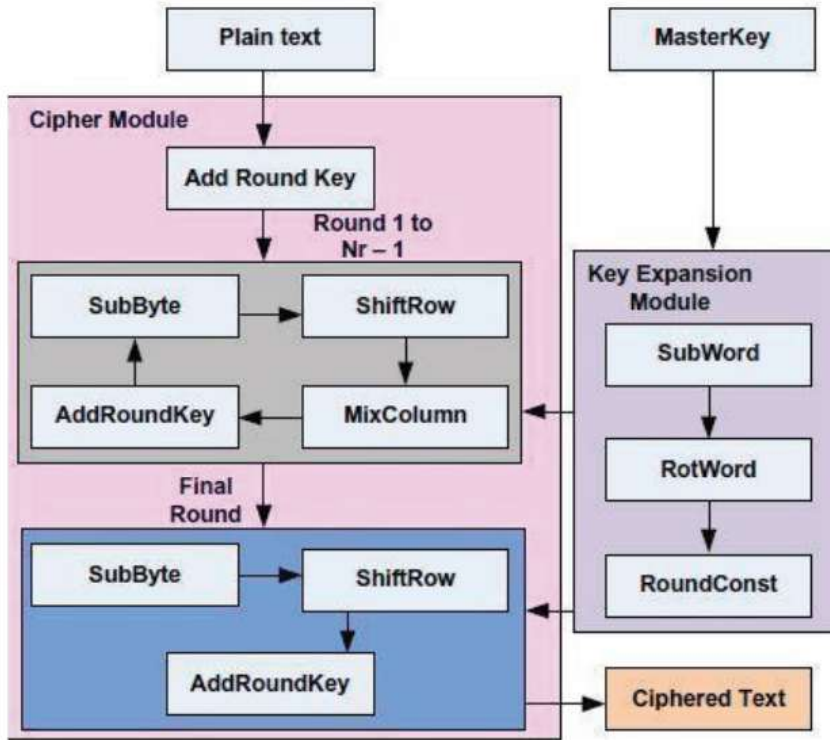 Plain text
MasterKey
Cipher Module
Add Round Key
Round 1 to
Nr – 1
SubByte
ShiftRow
AddRoundKey
MixColumn
Key Expansion
Module
SubWord
RotWord
RoundConst
Final
Round
SubByte
ShiftRow
AddRoundKey
Ciphered Text